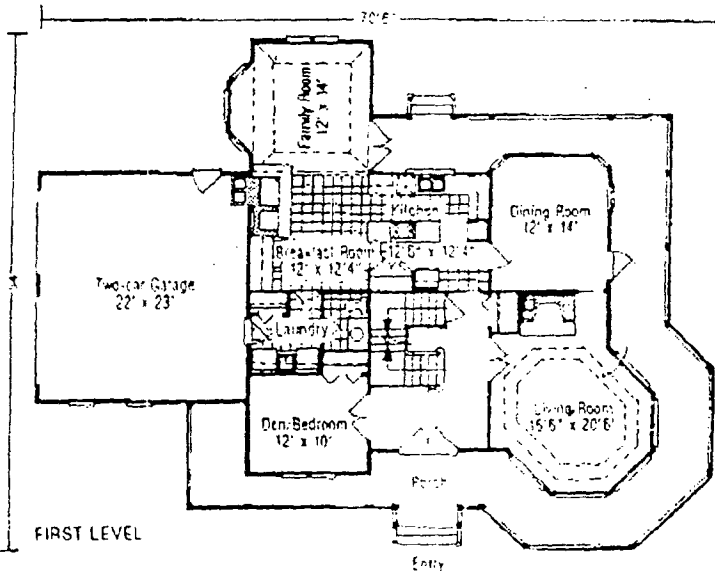 70'6"
Family Room
12' x 14'
Kitchen
12'6" x 12'4"
Dining Room
12' x 14'
Breakfast Room
12' x 12'4"
Two-car Garage
22' x 23'
Laundry
Den/Bedroom
12' x 10'
Living Room
15'6" x 20'6"
Porch
FIRST LEVEL
Entry